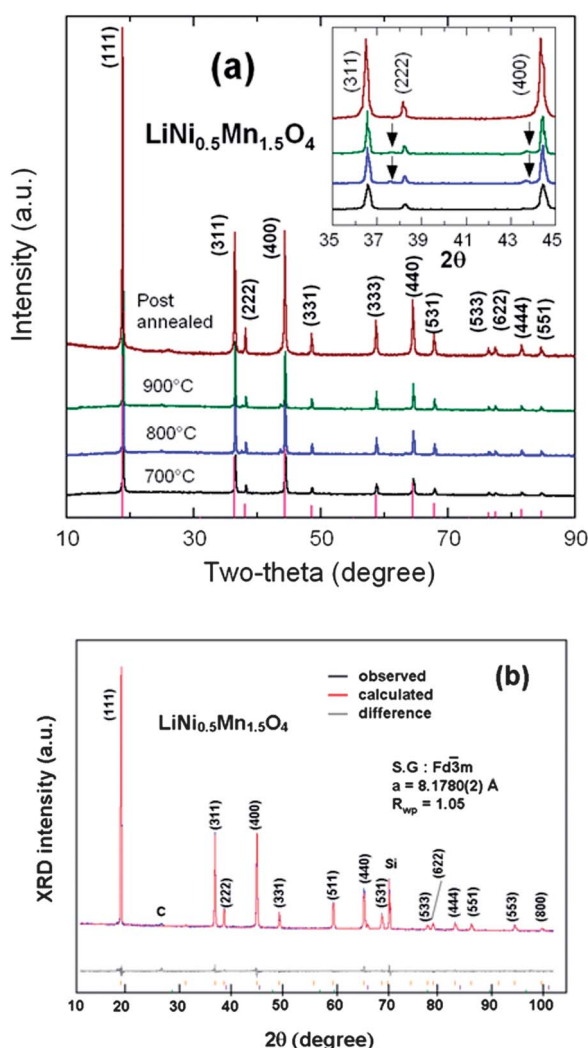 (a)
LiNi0.5Mn1.5O4
Intensity (a.u.)
(111)
(311)
(222)
(400)
(331)
(333)
(440)
(531)
(533)
(622)
(444)
(551)
Post
annealed
900°C
800°C
700°C
10 30 50 70 90
Two-theta (degree)
(311)
(222)
(400)
35 37 39 41 43 45
2θ
(b)
observed
calculated
difference
LiNi0.5Mn1.5O4
S.G : Fd3̅m
a = 8.1780(2) Å
Rwp = 1.05
XRD intensity (a.u.)
(111)
C
(311)
(222)
(400)
(331)
(511)
(440)
(531)
Si
(533)
(622)
(444)
(551)
(553)
(800)
10 20 30 40 50 60 70 80 90 100
2θ (degree)